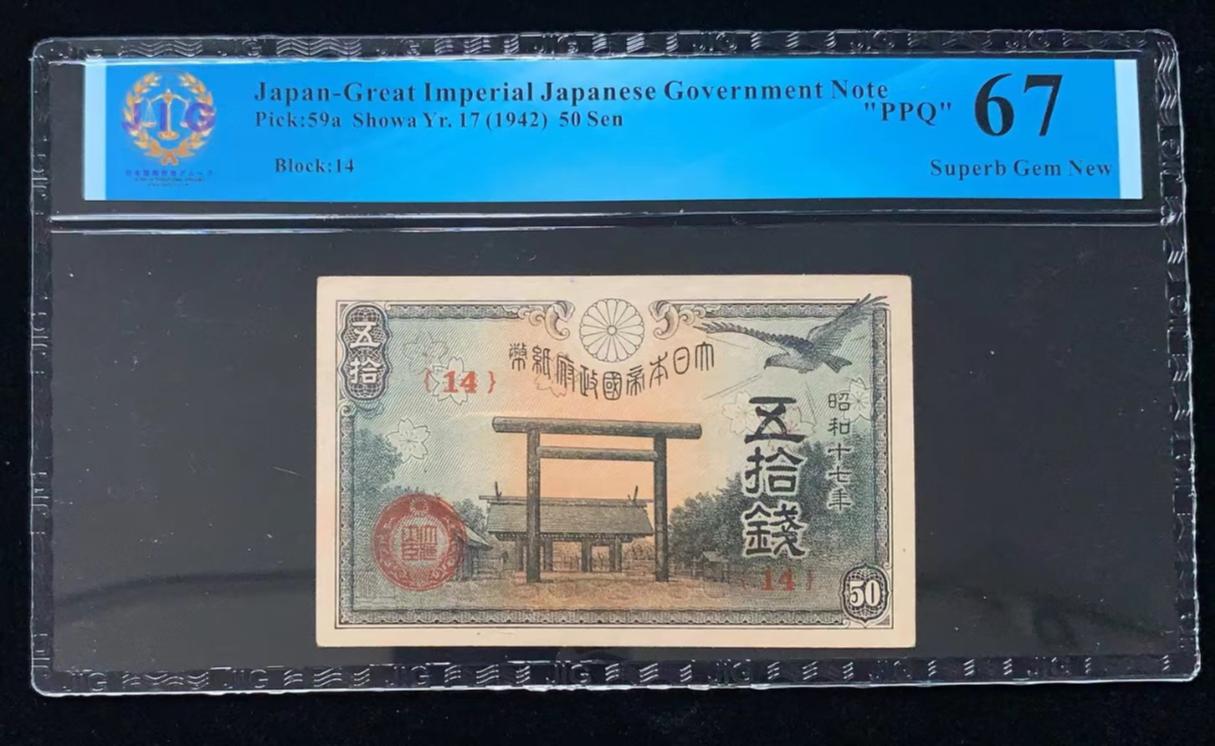 Japan-Great Imperial Japanese Government Note
Pick:59a Showa Yr. 17 (1942) 50 Sen
Block:14
"PPQ" 67
Superb Gem New
JIG
大日本帝國政府紙幣
五拾
{14}
昭和十七年
五拾錢
{14}
50